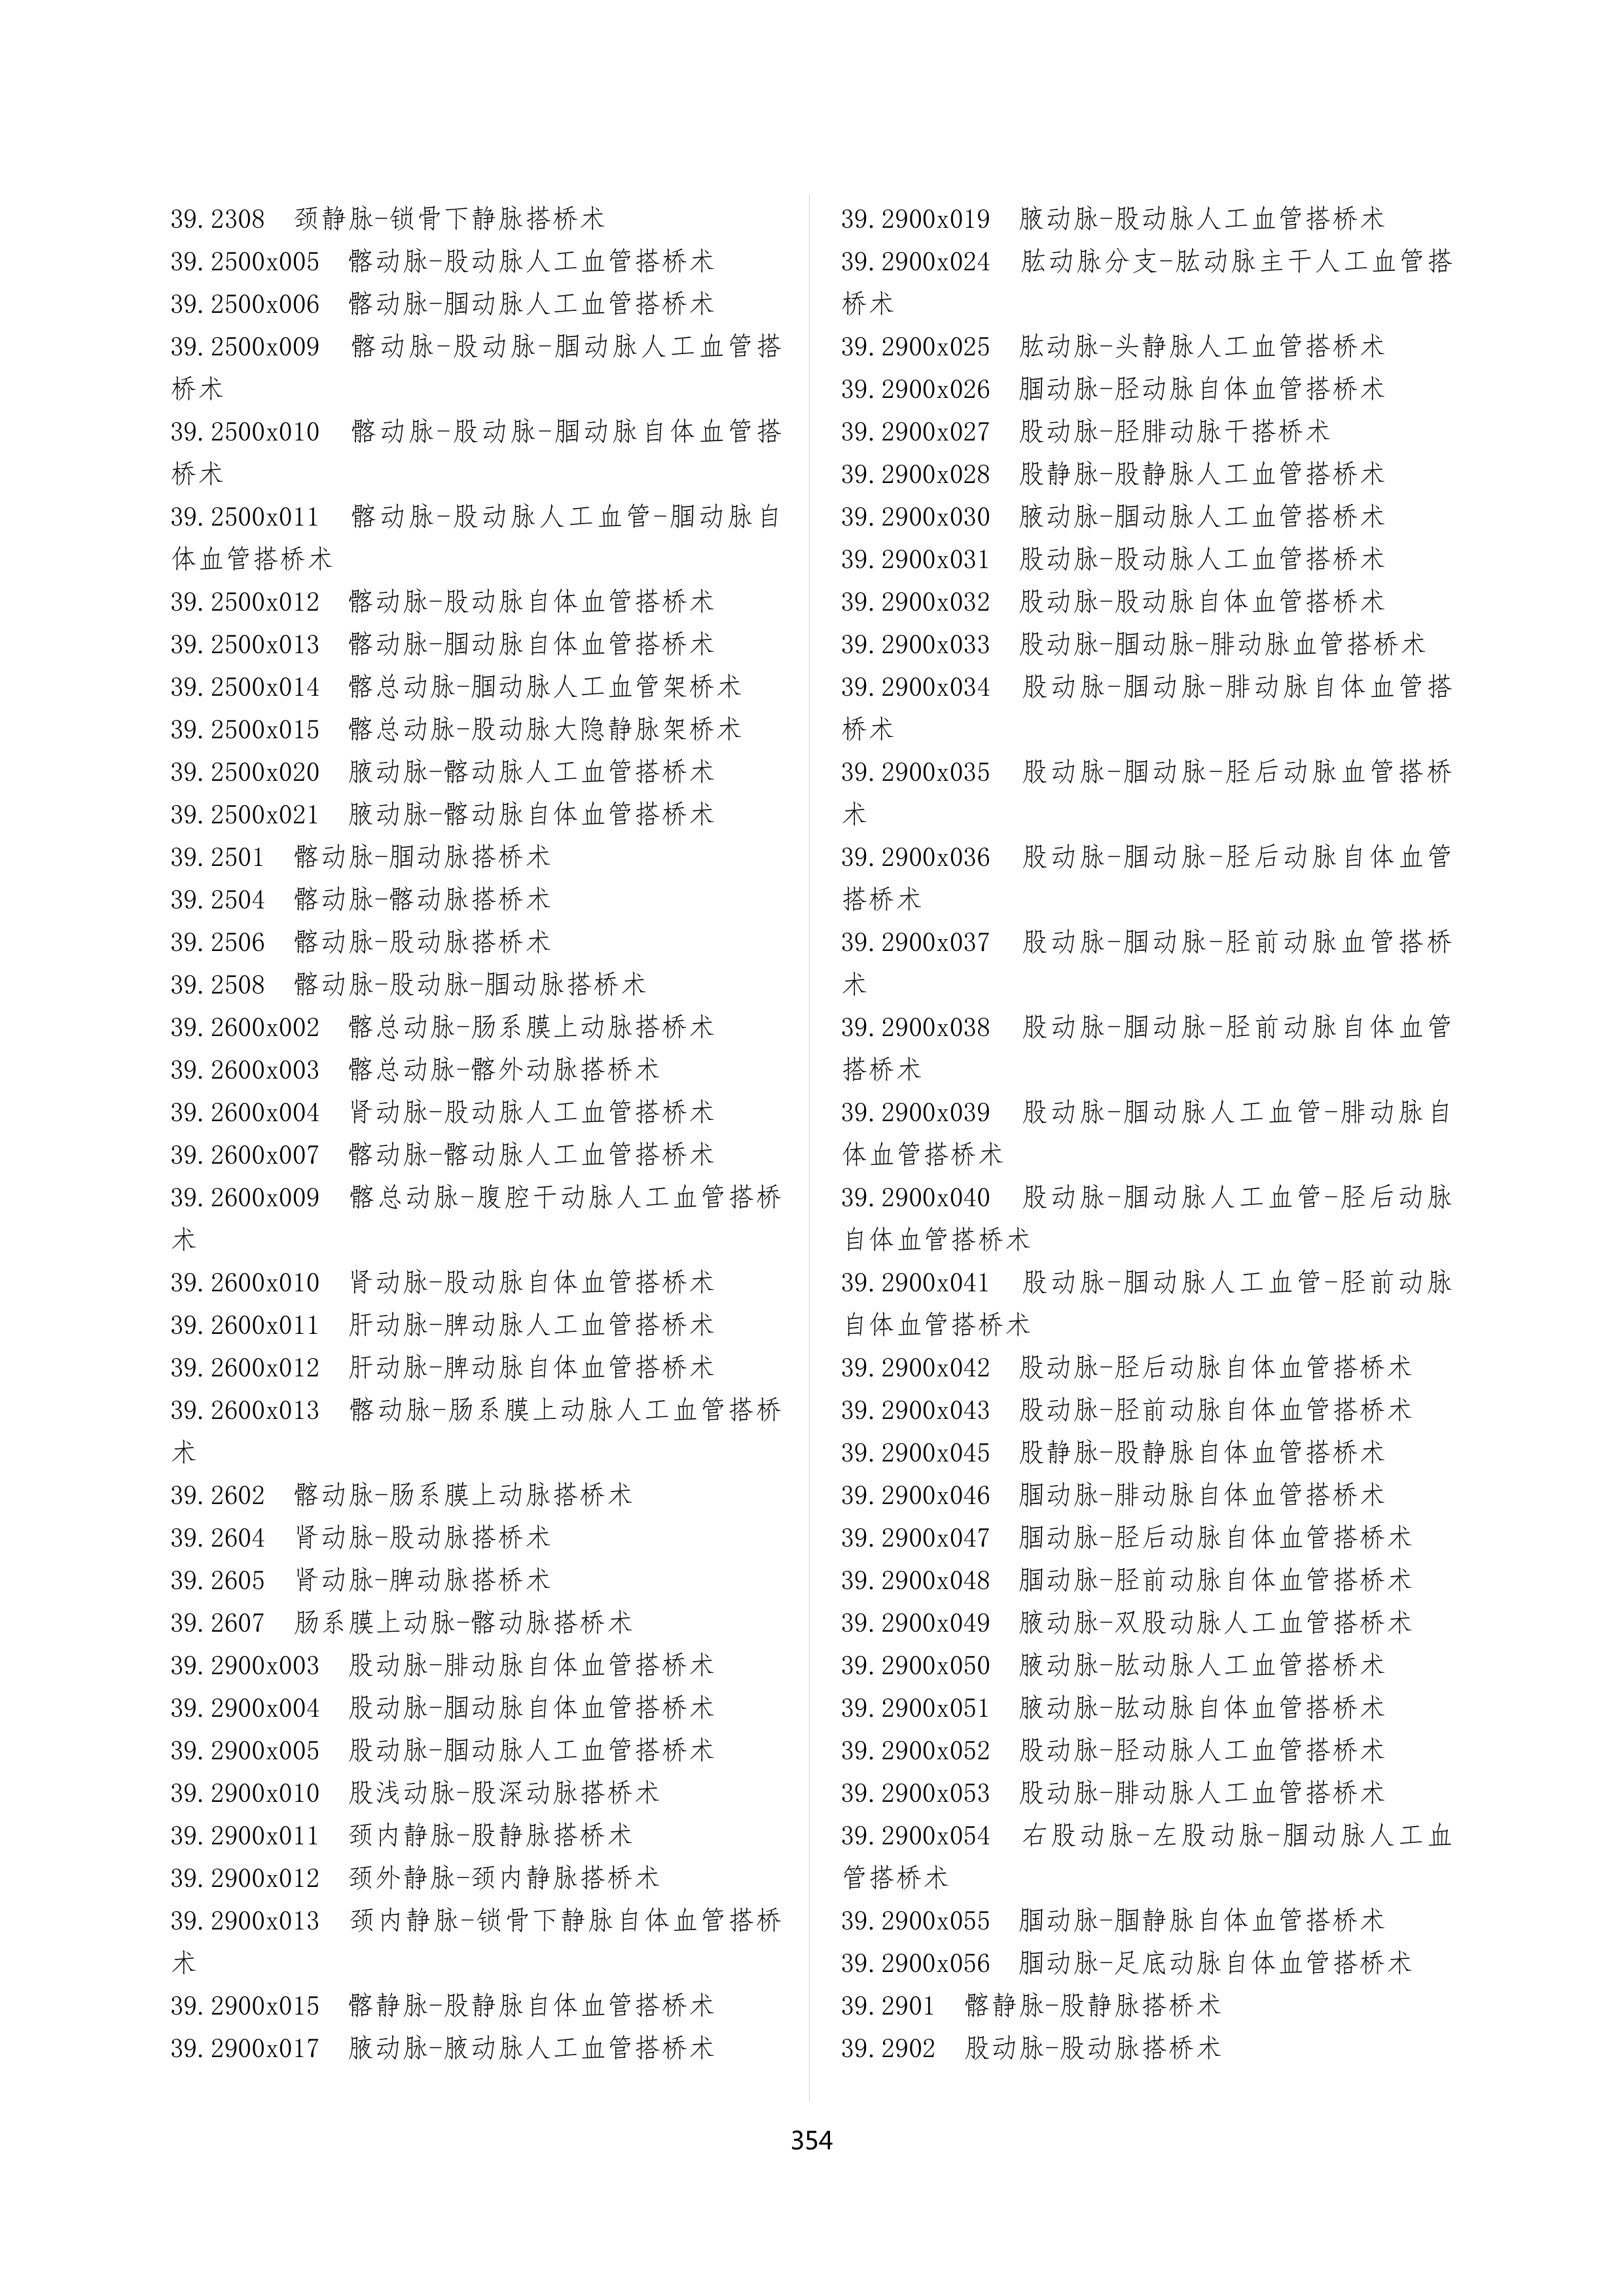 39.2308 颈静脉-锁骨下静脉搭桥术
39.2500x005 髂动脉-股动脉人工血管搭桥术
39.2500x006 髂动脉-腘动脉人工血管搭桥术
39.2500x009 髂动脉-股动脉-腘动脉人工血管搭
桥术
39.2500x010 髂动脉-股动脉-腘动脉自体血管搭
桥术
39.2500x011 髂动脉-股动脉人工血管-腘动脉自
体血管搭桥术
39.2500x012 髂动脉-股动脉自体血管搭桥术
39.2500x013 髂动脉-腘动脉自体血管搭桥术
39.2500x014 髂总动脉-腘动脉人工血管架桥术
39.2500x015 髂总动脉-股动脉大隐静脉架桥术
39.2500x020 腋动脉-髂动脉人工血管搭桥术
39.2500x021 腋动脉-髂动脉自体血管搭桥术
39.2501 髂动脉-腘动脉搭桥术
39.2504 髂动脉-髂动脉搭桥术
39.2506 髂动脉-股动脉搭桥术
39.2508 髂动脉-股动脉-腘动脉搭桥术
39.2600x002 髂总动脉-肠系膜上动脉搭桥术
39.2600x003 髂总动脉-髂外动脉搭桥术
39.2600x004 肾动脉-股动脉人工血管搭桥术
39.2600x007 髂动脉-髂动脉人工血管搭桥术
39.2600x009 髂总动脉-腹腔干动脉人工血管搭桥
术
39.2600x010 肾动脉-股动脉自体血管搭桥术
39.2600x011 肝动脉-脾动脉人工血管搭桥术
39.2600x012 肝动脉-脾动脉自体血管搭桥术
39.2600x013 髂动脉-肠系膜上动脉人工血管搭桥
术
39.2602 髂动脉-肠系膜上动脉搭桥术
39.2604 肾动脉-股动脉搭桥术
39.2605 肾动脉-脾动脉搭桥术
39.2607 肠系膜上动脉-髂动脉搭桥术
39.2900x003 股动脉-腓动脉自体血管搭桥术
39.2900x004 股动脉-腘动脉自体血管搭桥术
39.2900x005 股动脉-腘动脉人工血管搭桥术
39.2900x010 股浅动脉-股深动脉搭桥术
39.2900x011 颈内静脉-股静脉搭桥术
39.2900x012 颈外静脉-颈内静脉搭桥术
39.2900x013 颈内静脉-锁骨下静脉自体血管搭桥
术
39.2900x015 髂静脉-股静脉自体血管搭桥术
39.2900x017 腋动脉-腋动脉人工血管搭桥术
39.2900x019 腋动脉-股动脉人工血管搭桥术
39.2900x024 肱动脉分支-肱动脉主干人工血管搭
桥术
39.2900x025 肱动脉-头静脉人工血管搭桥术
39.2900x026 腘动脉-胫动脉自体血管搭桥术
39.2900x027 股动脉-胫腓动脉干搭桥术
39.2900x028 股静脉-股静脉人工血管搭桥术
39.2900x030 腋动脉-腘动脉人工血管搭桥术
39.2900x031 股动脉-股动脉人工血管搭桥术
39.2900x032 股动脉-股动脉自体血管搭桥术
39.2900x033 股动脉-腘动脉-腓动脉血管搭桥术
39.2900x034 股动脉-腘动脉-腓动脉自体血管搭
桥术
39.2900x035 股动脉-腘动脉-胫后动脉血管搭桥
术
39.2900x036 股动脉-腘动脉-胫后动脉自体血管
搭桥术
39.2900x037 股动脉-腘动脉-胫前动脉血管搭桥
术
39.2900x038 股动脉-腘动脉-胫前动脉自体血管
搭桥术
39.2900x039 股动脉-腘动脉人工血管-腓动脉自
体血管搭桥术
39.2900x040 股动脉-腘动脉人工血管-胫后动脉
自体血管搭桥术
39.2900x041 股动脉-腘动脉人工血管-胫前动脉
自体血管搭桥术
39.2900x042 股动脉-胫后动脉自体血管搭桥术
39.2900x043 股动脉-胫前动脉自体血管搭桥术
39.2900x045 股静脉-股静脉自体血管搭桥术
39.2900x046 腘动脉-腓动脉自体血管搭桥术
39.2900x047 腘动脉-胫后动脉自体血管搭桥术
39.2900x048 腘动脉-胫前动脉自体血管搭桥术
39.2900x049 腋动脉-双股动脉人工血管搭桥术
39.2900x050 腋动脉-肱动脉人工血管搭桥术
39.2900x051 腋动脉-肱动脉自体血管搭桥术
39.2900x052 股动脉-胫动脉人工血管搭桥术
39.2900x053 股动脉-腓动脉人工血管搭桥术
39.2900x054 右股动脉-左股动脉-腘动脉人工血
管搭桥术
39.2900x055 腘动脉-腘静脉自体血管搭桥术
39.2900x056 腘动脉-足底动脉自体血管搭桥术
39.2901 髂静脉-股静脉搭桥术
39.2902 股动脉-股动脉搭桥术
354